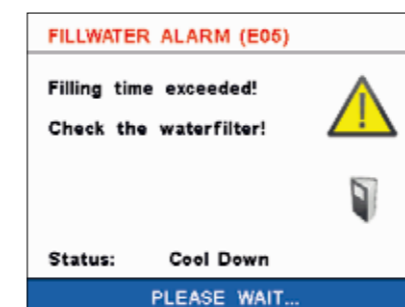 FILLWATER ALARM (E05)
Filling time exceeded!
Check the waterfilter!
Status: Cool Down
PLEASE WAIT...